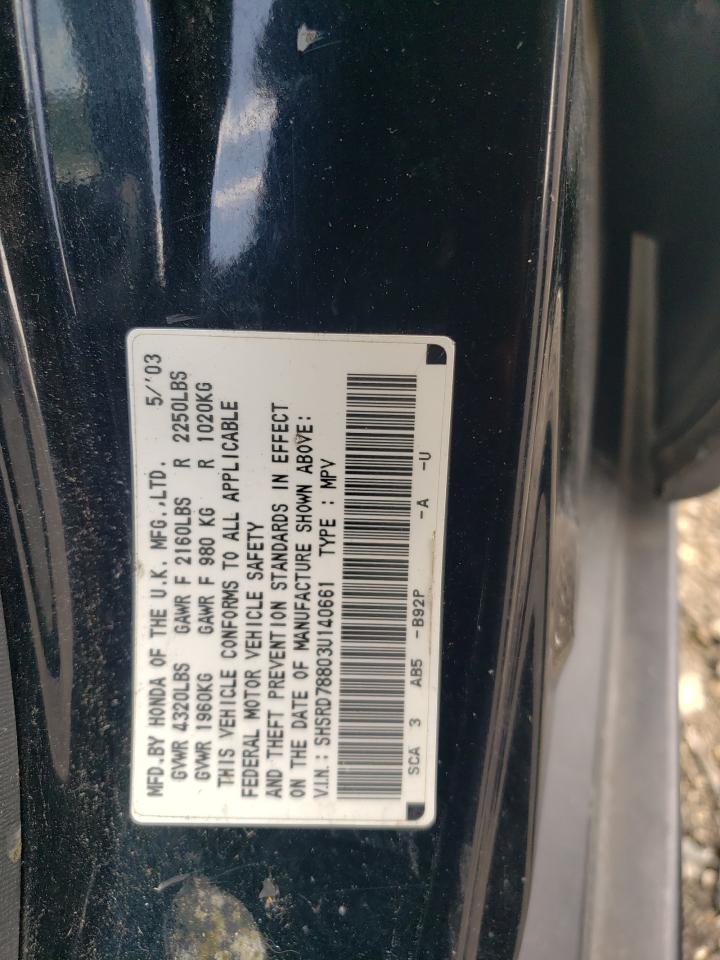 MFD.BY HONDA OF THE U.K. MFG.,LTD. 5/'03
GVWR 4320LBS GAWR F 2160LBS R 2250LBS
GVWR 1960KG GAWR F 980 KG R 1020KG
THIS VEHICLE CONFORMS TO ALL APPLICABLE
FEDERAL MOTOR VEHICLE SAFETY
AND THEFT PREVENTION STANDARDS IN EFFECT
ON THE DATE OF MANUFACTURE SHOWN ABOVE:
V.I.N.: SHSRD78803U140661 TYPE : MPV
SCA 3 AB5 -B92P -A -U